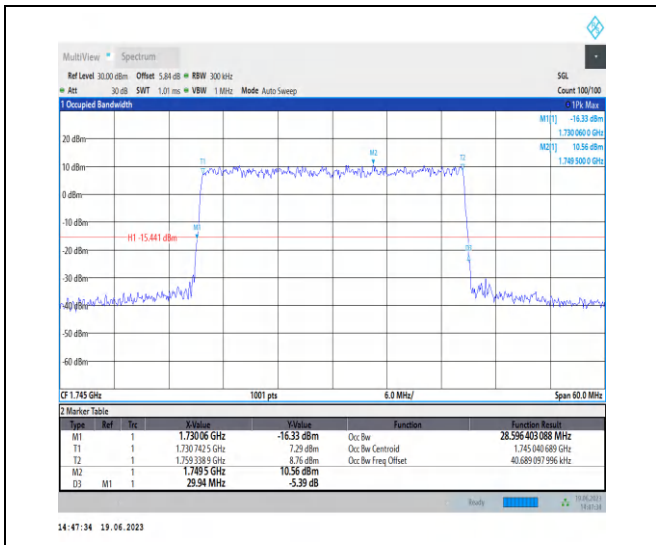 MultiView Spectrum
Ref Level 30.00 dBm Offset 5.84 dB RBW 300 kHz SGL
Att 30 dB SWT 1.01 ms VBW 1 MHz Mode Auto Sweep Count 100/100
1 Occupied Bandwidth 1Pk Max
M1[1] -16.33 dBm
1.730 060 0 GHz
M2[1] 10.56 dBm
1.749 500 0 GHz
20 dBm
10 dBm
0 dBm
-10 dBm
-20 dBm
-30 dBm
-40 dBm
-50 dBm
-60 dBm
T1
M2
T2
M1
H1 -15.441 dBm
CF 1.745 GHz 1001 pts 6.0 MHz/ Span 60.0 MHz
2 Marker Table
Type Ref Trc X-Value Y-Value Function Function Result
M1 1 1.73006 GHz -16.33 dBm Occ Bw 28.596 403 088 MHz
T1 1 1.730 742 5 GHz 7.29 dBm Occ Bw Centroid 1.745 040 689 GHz
T2 1 1.759 338 9 GHz 8.76 dBm Occ Bw Freq Offset 40.689 097 996 kHz
M2 1 1.749 5 GHz 10.56 dBm
D3 M1 1 29.94 MHz -5.39 dB
Ready 19.06.2023
14:47:34 19.06.2023